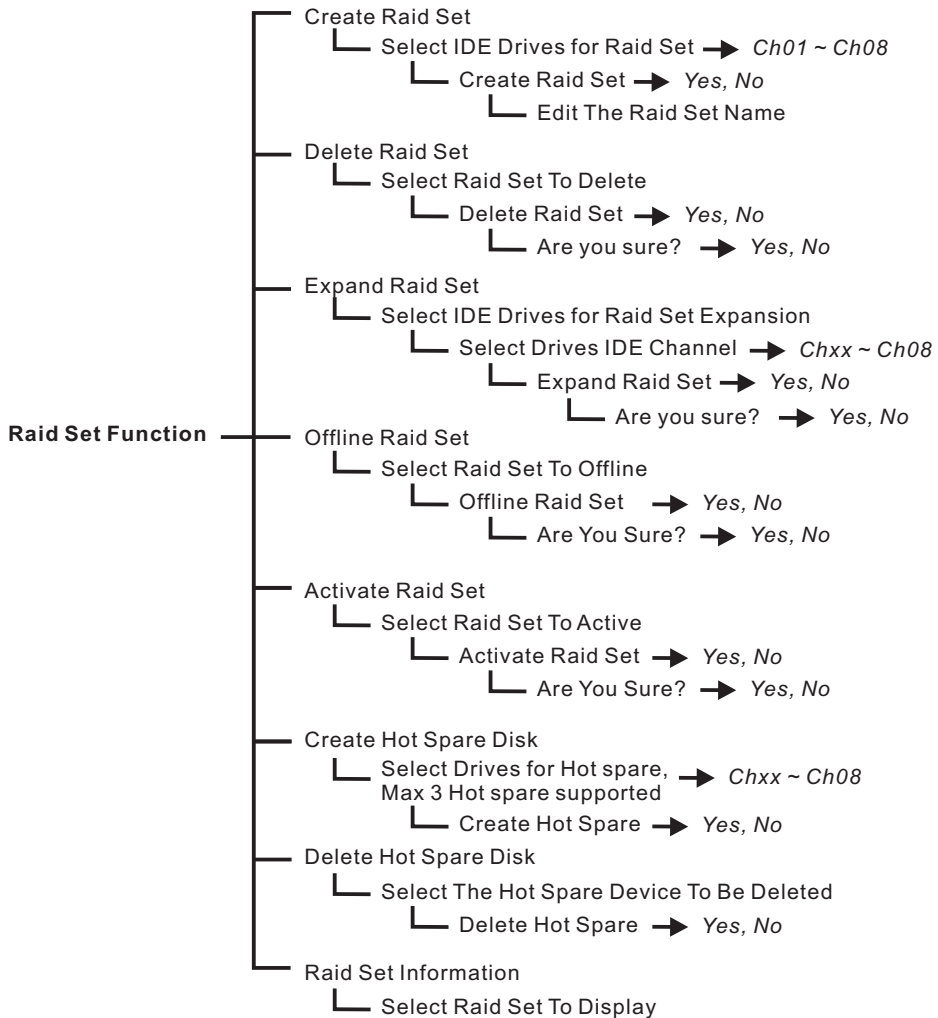 Create Raid Set
Select IDE Drives for Raid Set Ch01 ~ Ch08
Create Raid Set Yes, No
Edit The Raid Set Name
Delete Raid Set
Select Raid Set To Delete
Delete Raid Set Yes, No
Are you sure? Yes, No
Expand Raid Set
Select IDE Drives for Raid Set Expansion
Select Drives IDE Channel Chxx ~ Ch08
Expand Raid Set Yes, No
Are you sure? Yes, No
Raid Set Function
Offline Raid Set
Select Raid Set To Offline
Offline Raid Set Yes, No
Are You Sure? Yes, No
Activate Raid Set
Select Raid Set To Active
Activate Raid Set Yes, No
Are You Sure? Yes, No
Create Hot Spare Disk
Select Drives for Hot spare, Chxx ~ Ch08
Max 3 Hot spare supported
Create Hot Spare Yes, No
Delete Hot Spare Disk
Select The Hot Spare Device To Be Deleted
Delete Hot Spare Yes, No
Raid Set Information
Select Raid Set To Display